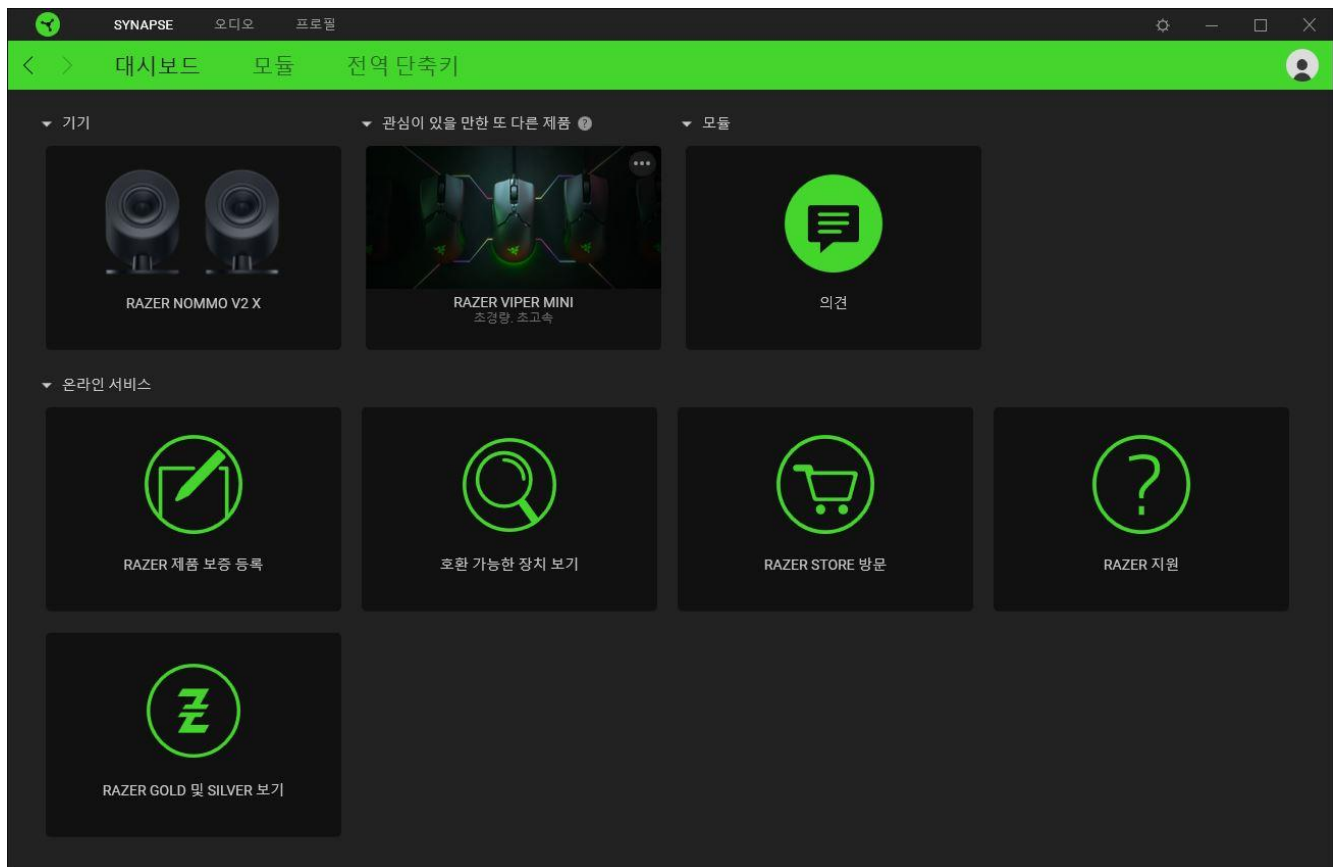 SYNAPSE 오디오 프로필
대시보드 모듈 전역 단축키
기기
관심이 있을 만한 또 다른 제품 ?
모듈
RAZER NOMMO V2 X
RAZER VIPER MINI
초경량. 초고속
의견
온라인 서비스
RAZER 제품 보증 등록
호환 가능한 장치 보기
RAZER STORE 방문
RAZER 지원
RAZER GOLD 및 SILVER 보기